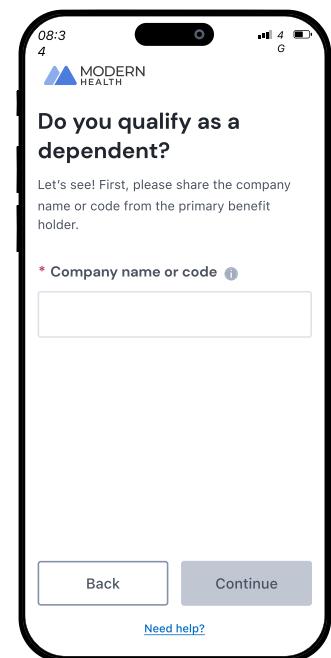 08:3
4
4
G
MODERN
HEALTH
Do you qualify as a
dependent?
Let's see! First, please share the company
name or code from the primary benefit
holder.
* Company name or code i
Back Continue
Need help?